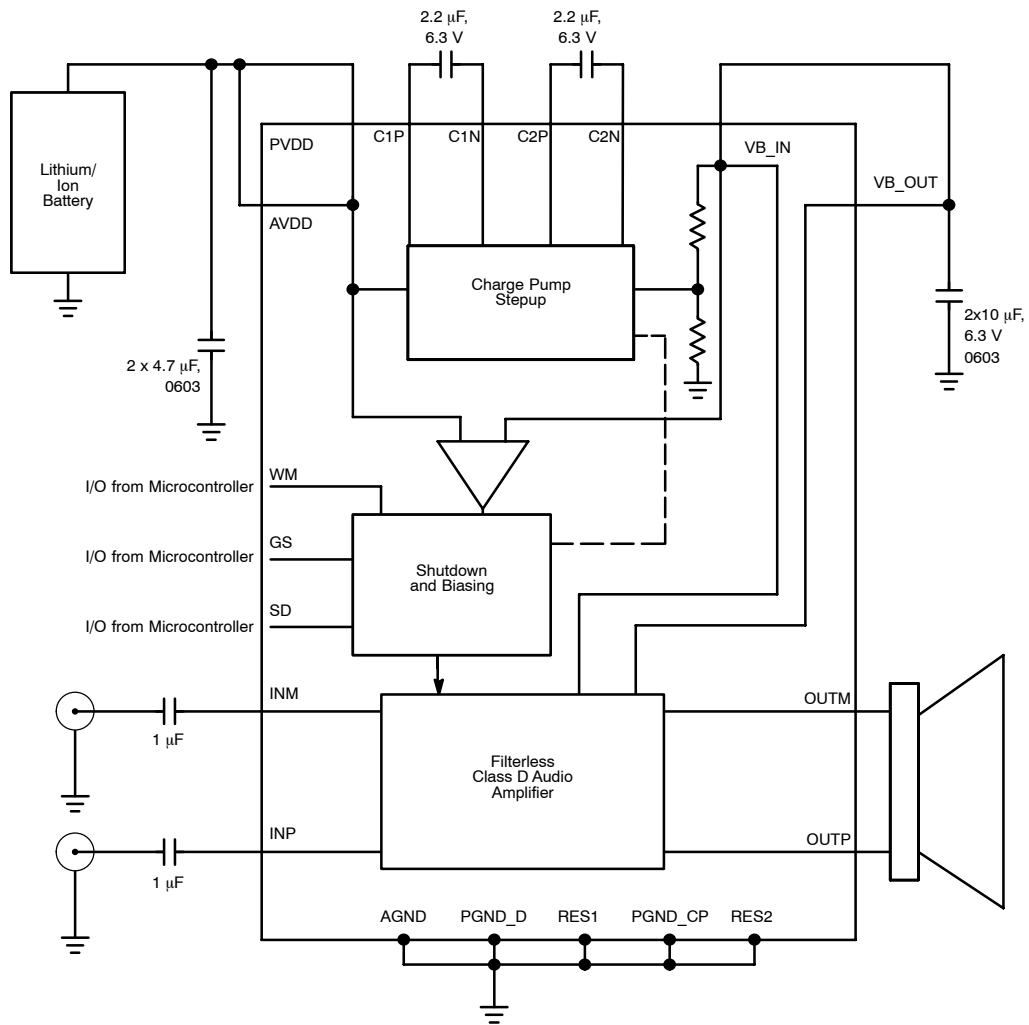 2.2 μF,
6.3 V
2.2 μF,
6.3 V
PVDD
C1P
C1N
C2P
C2N
VB_IN
VB_OUT
Lithium/
Ion
Battery
AVDD
Charge Pump
Stepup
2x10 μF,
6.3 V
0603
2 x 4.7 μF,
0603
WM
I/O from Microcontroller
GS
I/O from Microcontroller
Shutdown
and Biasing
SD
I/O from Microcontroller
INM
OUTM
1 μF
Filterless
Class D Audio
Amplifier
INP
OUTP
1 μF
AGND
PGND_D
RES1
PGND_CP
RES2